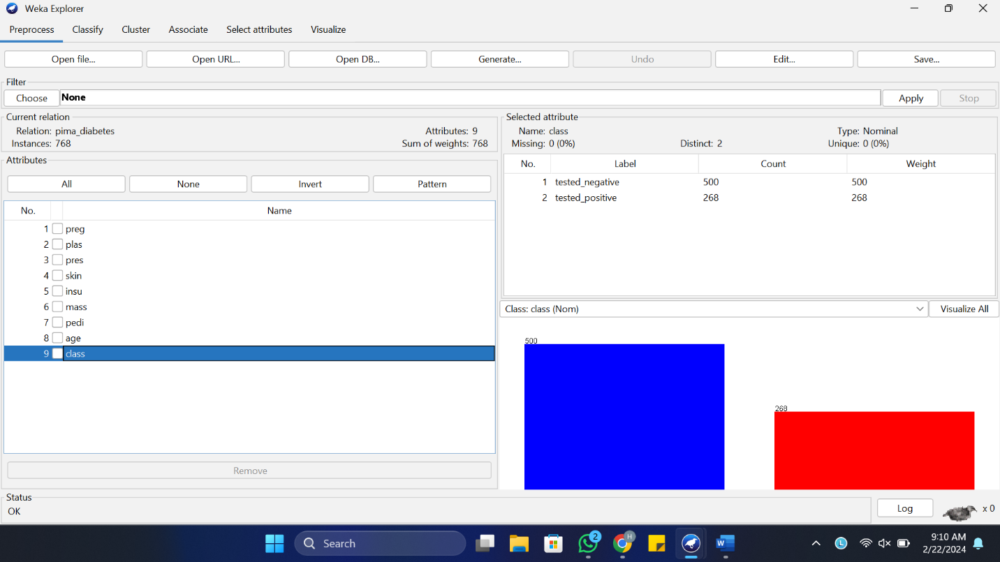 Weka Explorer
Preprocess Classify Cluster Associate Select attributes Visualize
Open file... Open URL... Open DB... Generate... Undo Edit... Save...
Filter
Choose None Apply Stop
Current relation
Relation: pima_diabetes Attributes: 9
Instances: 768 Sum of weights: 768
Attributes
All None Invert Pattern
No. Name
1 preg
2 plas
3 pres
4 skin
5 insu
6 mass
7 pedi
8 age
9 class
Remove
Selected attribute
Name: class Type: Nominal
Missing: 0 (0%) Distinct: 2 Unique: 0 (0%)
No. Label Count Weight
1 tested_negative 500 500
2 tested_positive 268 268
Class: class (Nom) Visualize All
500
268
Status
OK
Log x 0
Search 2 H W L 9:10 AM
2/22/2024